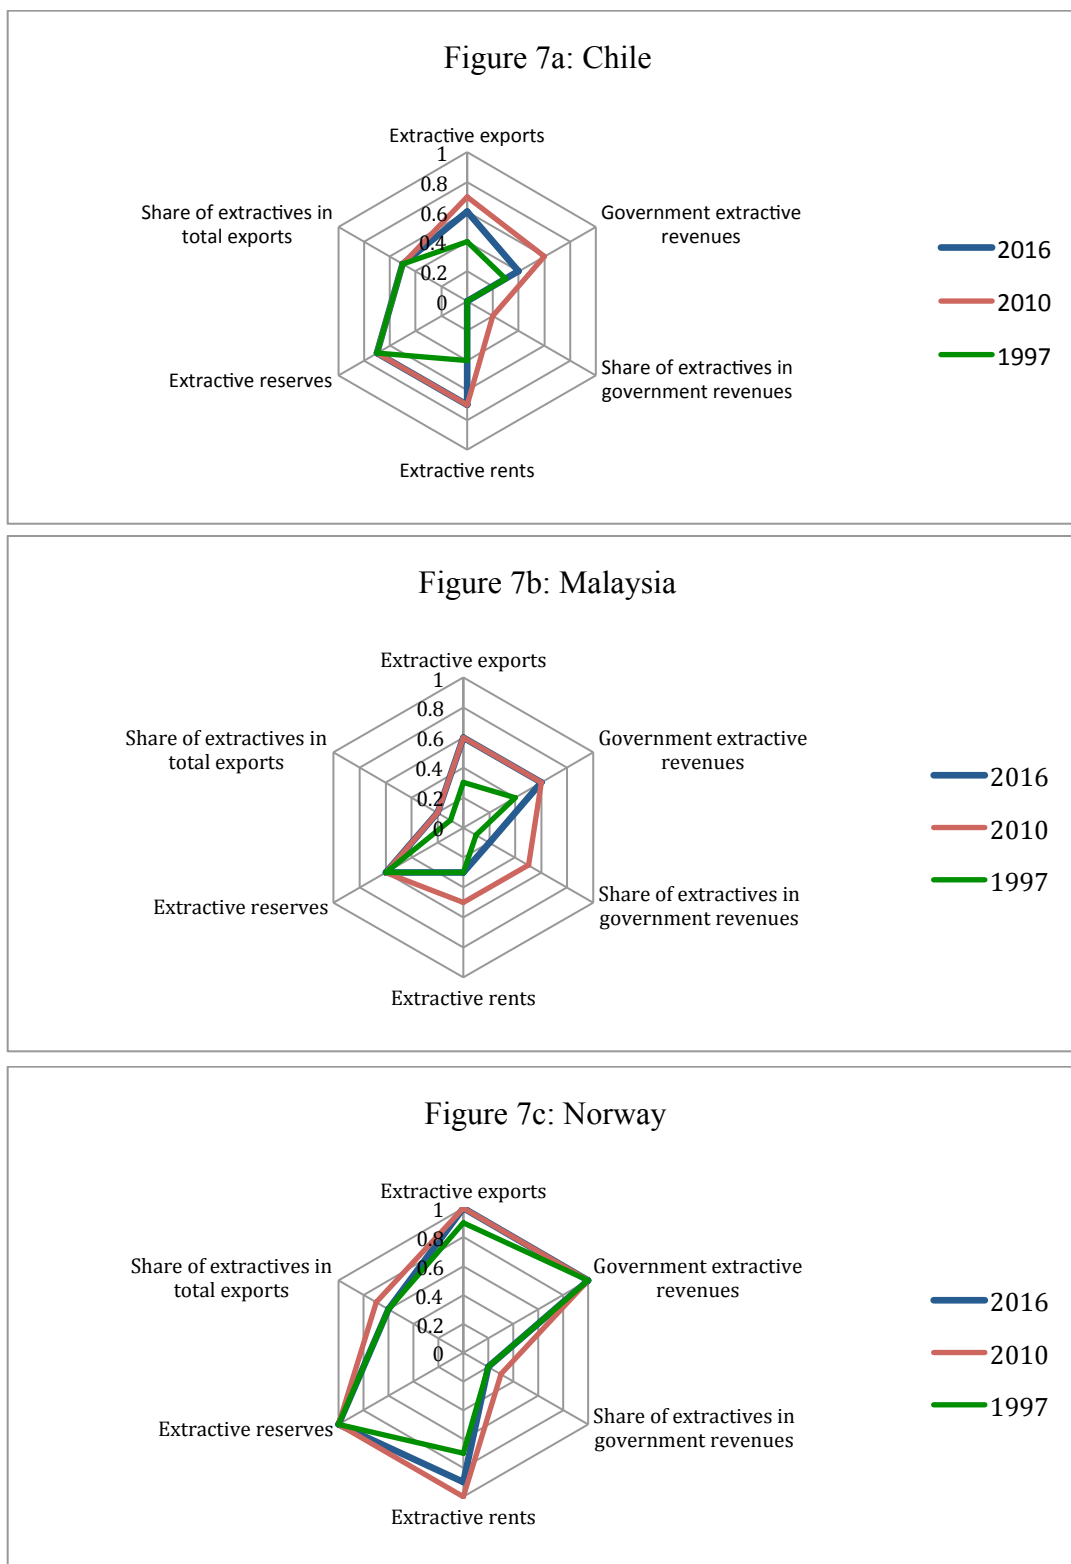 Figure 7a: Chile
Extractive exports
1
0.8
0.6
0.4
0.2
0
Share of extractives in
total exports
Government extractive
revenues
Extractive reserves
Share of extractives in
government revenues
Extractive rents
2016
2010
1997
Figure 7b: Malaysia
Extractive exports
1
0.8
0.6
0.4
0.2
0
Share of extractives in
total exports
Government extractive
revenues
Extractive reserves
Share of extractives in
government revenues
Extractive rents
2016
2010
1997
Figure 7c: Norway
Extractive exports
1
0.8
0.6
0.4
0.2
0
Share of extractives in
total exports
Government extractive
revenues
Extractive reserves
Share of extractives in
government revenues
Extractive rents
2016
2010
1997